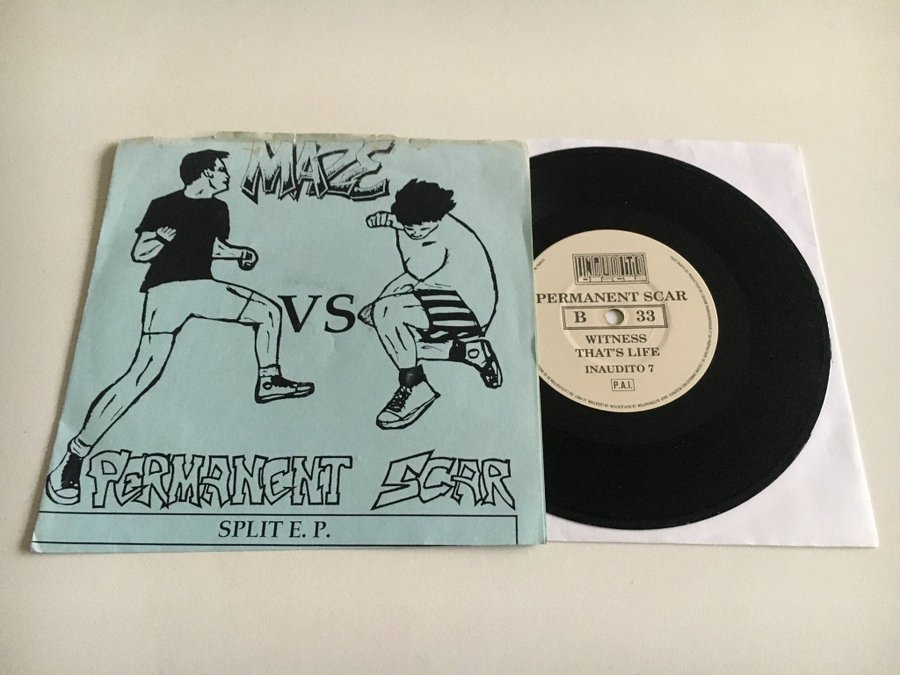 MAZE
VS
PERMANENT SCAR
SPLIT E. P.
INAUDITO
PERMANENT SCAR
B 33
WITNESS
THAT'S LIFE
INAUDITO 7
P.A.I.